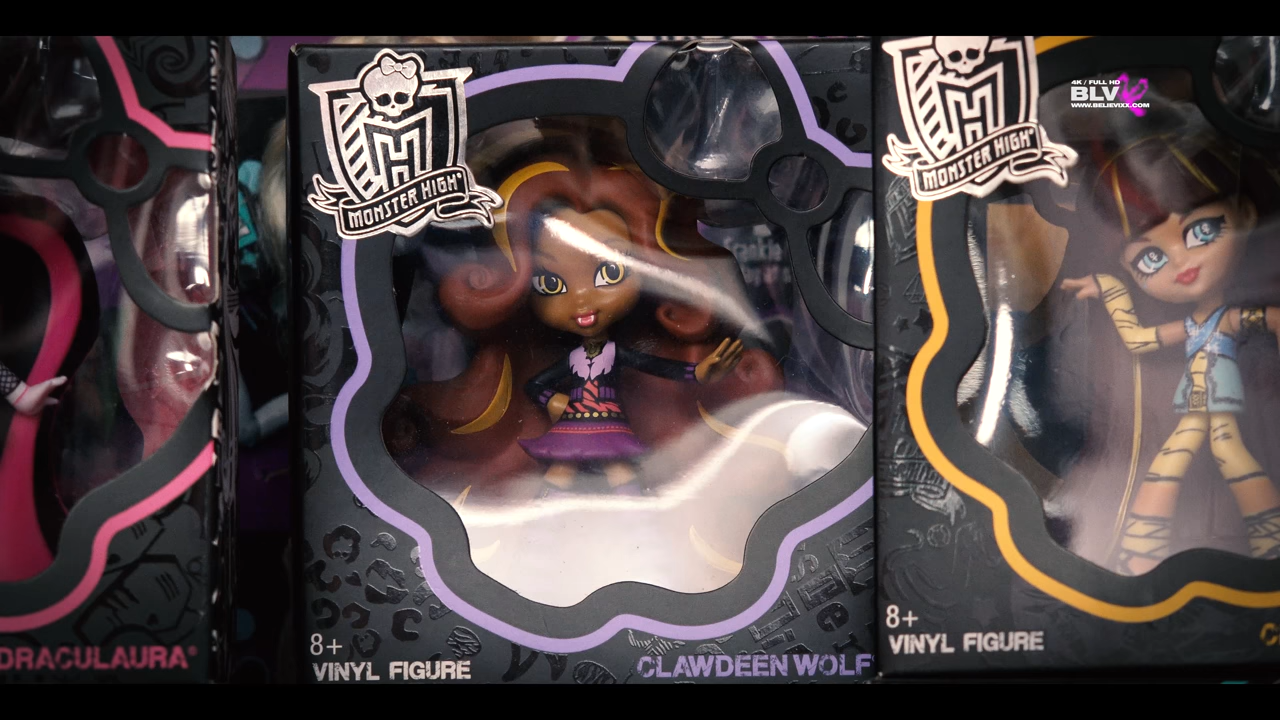 MONSTER HIGH®
MONSTER HIGH®
4K / FULL HD
BLV
WWW.BELIEVIXX.COM
Frankie
8+
VINYL FIGURE
CLAWDEEN WOLF
8+
VINYL FIGURE
DRACULAURA®